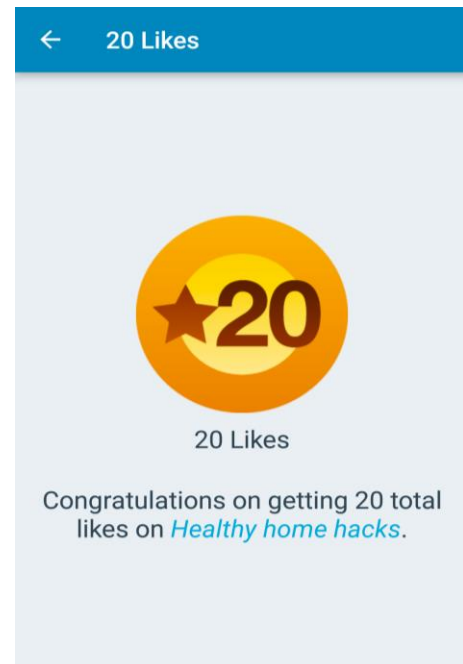 20 Likes
20
20 Likes
Congratulations on getting 20 total
likes on Healthy home hacks.